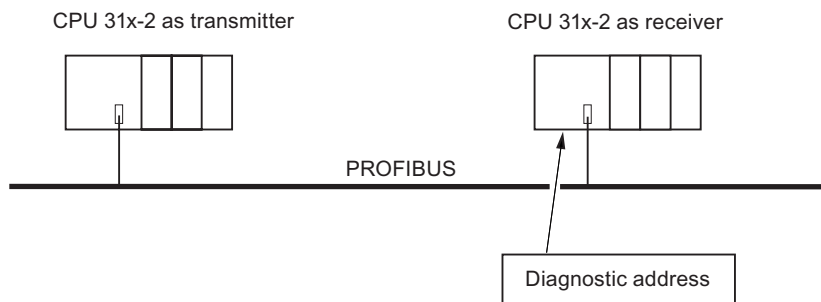 CPU 31x-2 as transmitter
CPU 31x-2 as receiver
PROFIBUS
Diagnostic address